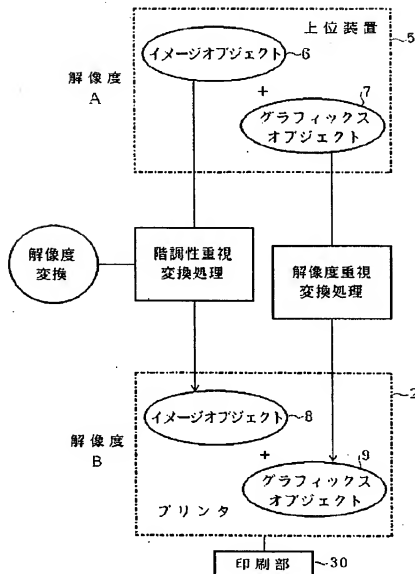 上位装置
5
イメージオブジェクト
6
解像度
A
+
7
グラフィックス
オブジェクト
解像度
変換
階調性重視
変換処理
解像度重視
変換処理
2
イメージオブジェクト
8
解像度
B
+
9
グラフィックス
オブジェクト
プリンタ
印刷部
30